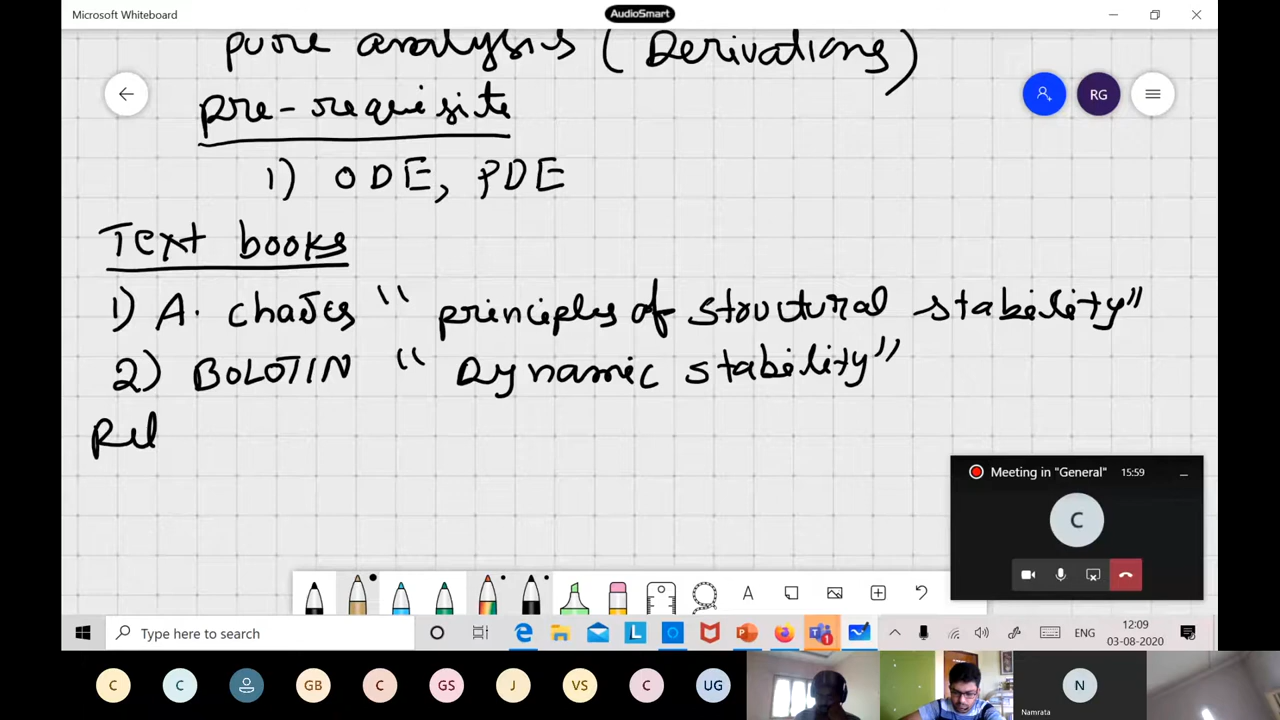 Microsoft Whiteboard
AudioSmart
pure analysis (Derivations)
pre-requisite
RG
1) ODE, PDE
Text books
1) A. Chajes " principles of structural stability"
2) BOLOTIN " Dynamic stability"
Meeting in "General" 15:59
C
A
Type here to search
L
1
ENG
12:09
03-08-2020
C C GB C GS J VS C UG N
Namrata